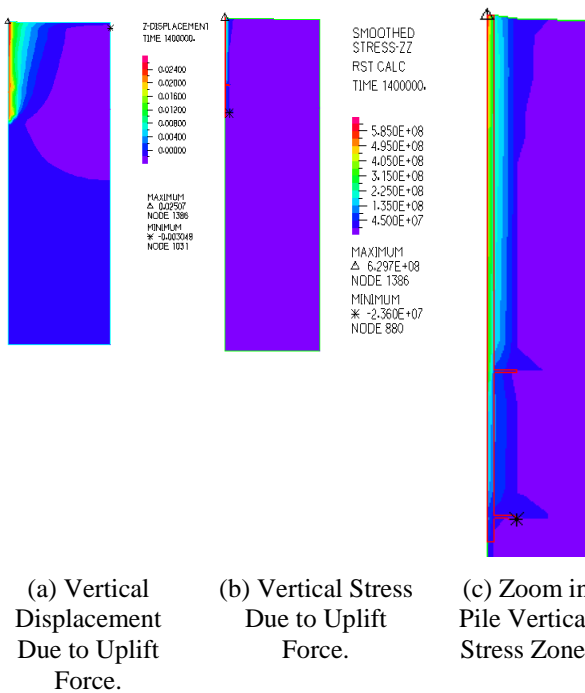 Z-DISPLACEMENT
TIME 1400000.
0.02400
0.02000
0.01600
0.01200
0.00800
0.00400
0.00000
MAXIMUM
△ 0.02507
NODE 1386
MINIMUM
✳ -0.003048
NODE 1031
SMOOTHED
STRESS-ZZ
RST CALC
TIME 1400000.
5.850E+08
4.950E+08
4.050E+08
3.150E+08
2.250E+08
1.350E+08
4.500E+07
MAXIMUM
△ 6.297E+08
NODE 1386
MINIMUM
✳ -2.360E+07
NODE 880
(a) Vertical
Displacement
Due to Uplift
Force.
(b) Vertical Stress
Due to Uplift
Force.
(c) Zoom in
Pile Vertica
Stress Zone